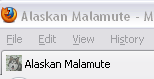 Alaskan Malamute - M
File Edit View History
Alaskan Malamute